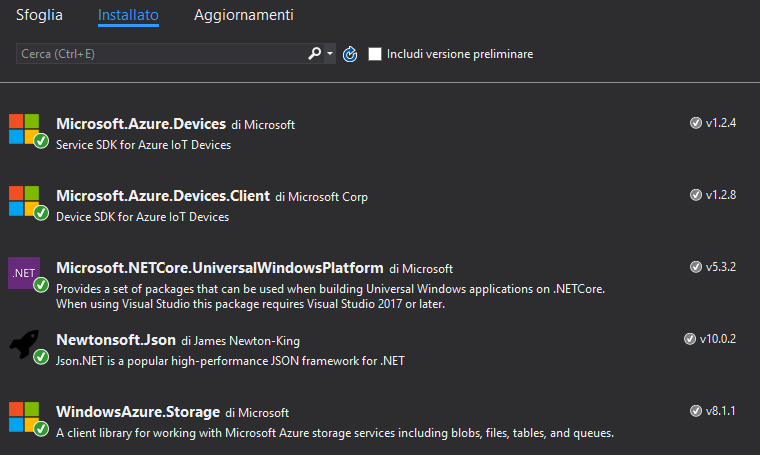 Sfoglia Installato Aggiornamenti
Cerca (Ctrl+E) Includi versione preliminare
Microsoft.Azure.Devices di Microsoft v1.2.4
Service SDK for Azure IoT Devices
Microsoft.Azure.Devices.Client di Microsoft Corp v1.2.8
Device SDK for Azure IoT Devices
.NET Microsoft.NETCore.UniversalWindowsPlatform di Microsoft v5.3.2
Provides a set of packages that can be used when building Universal Windows applications on .NETCore.
When using Visual Studio this package requires Visual Studio 2017 or later.
Newtonsoft.Json di James Newton-King v10.0.2
Json.NET is a popular high-performance JSON framework for .NET
WindowsAzure.Storage di Microsoft v8.1.1
A client library for working with Microsoft Azure storage services including blobs, files, tables, and queues.